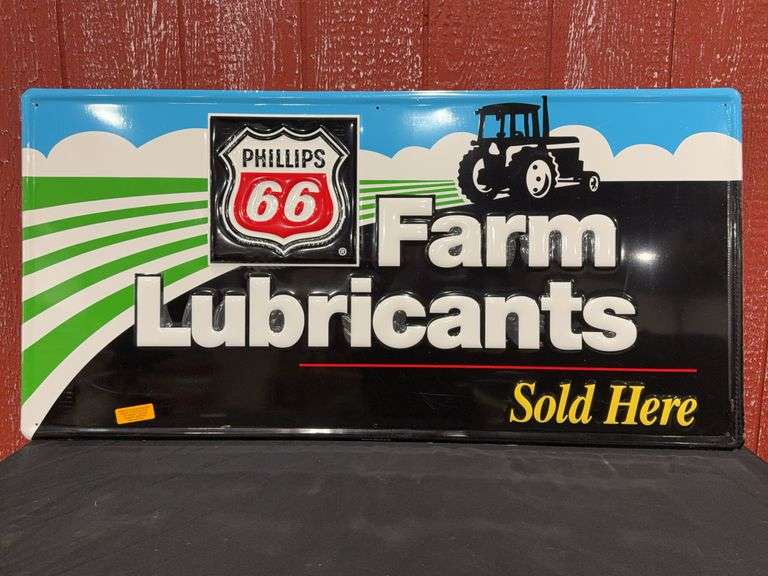 PHILLIPS
66
®
Farm
Lubricants
Sold Here